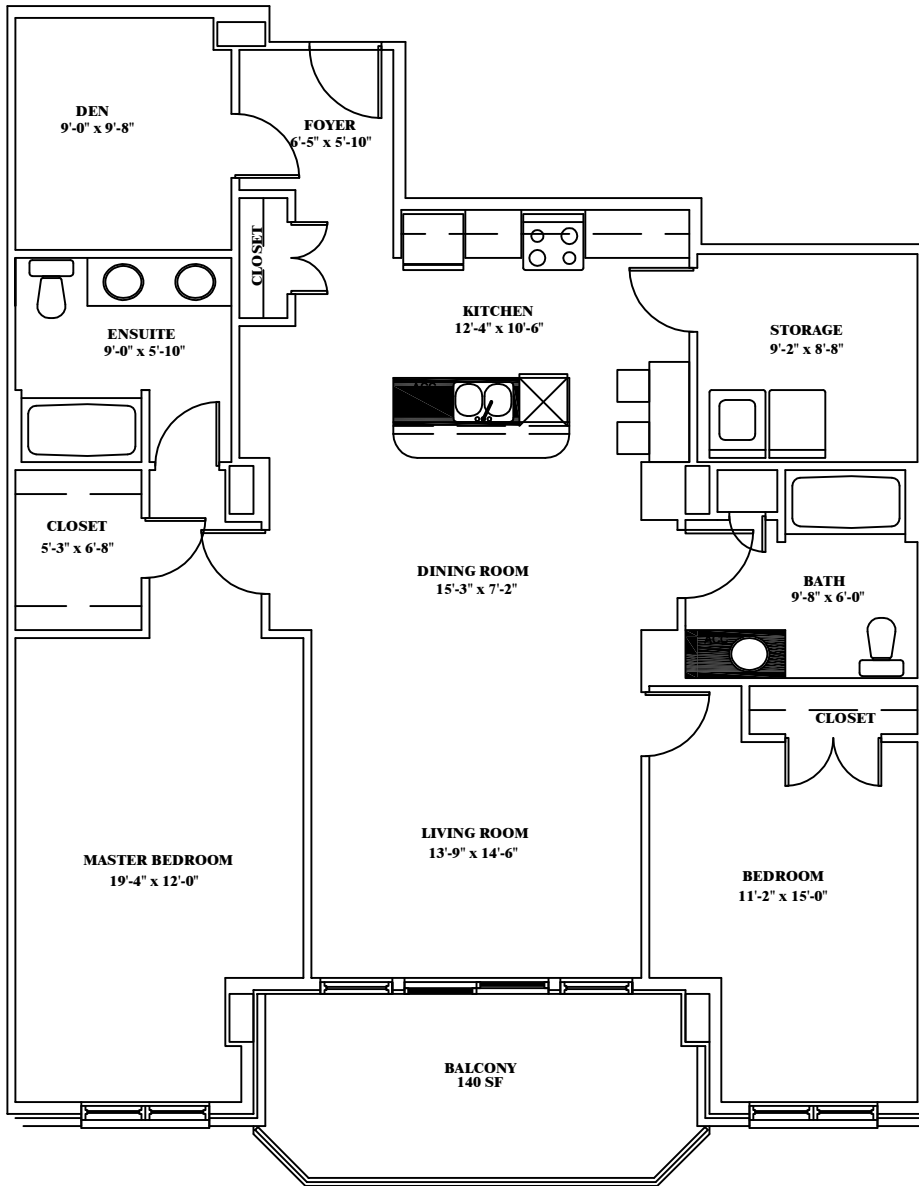 DEN
9'-0" x 9'-8"
FOYER
6'-5" x 5'-10"
CLOSET
ENSUITE
9'-0" x 5'-10"
KITCHEN
12'-4" x 10'-6"
STORAGE
9'-2" x 8'-8"
CLOSET
5'-3" x 6'-8"
DINING ROOM
15'-3" x 7'-2"
BATH
9'-8" x 6'-0"
CLOSET
LIVING ROOM
13'-9" x 14'-6"
MASTER BEDROOM
19'-4" x 12'-0"
BEDROOM
11'-2" x 15'-0"
BALCONY
140 SF